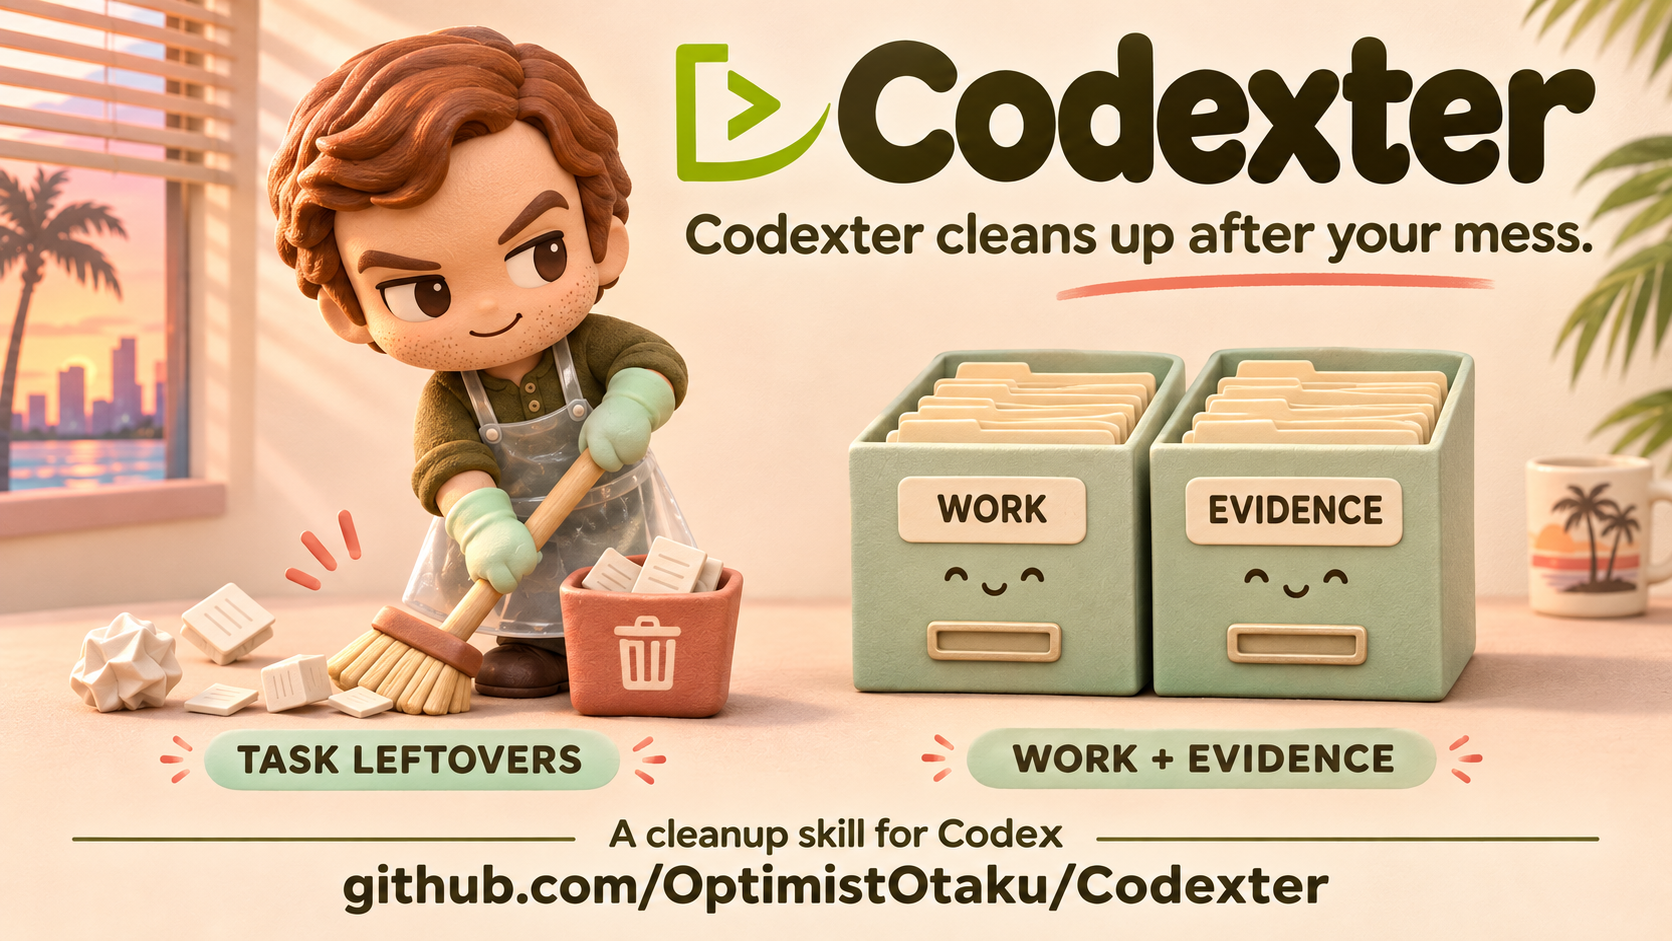 Codexter
Codexter cleans up after your mess.
WORK
EVIDENCE
TASK LEFTOVERS
WORK + EVIDENCE
A cleanup skill for Codex
github.com/OptimistOtaku/Codexter